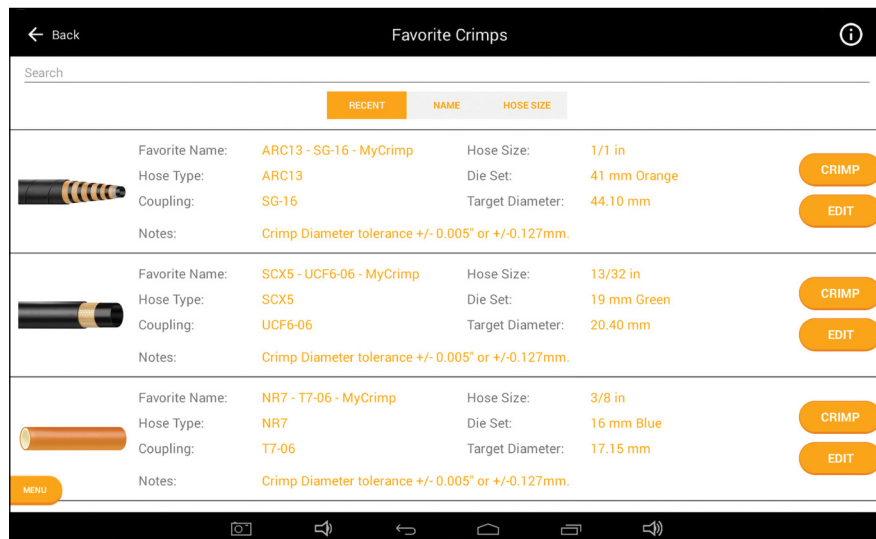 Back Favorite Crimps
Search
RECENT NAME HOSE SIZE
Favorite Name: ARC13 - SG-16 - MyCrimp Hose Size: 1/1 in
Hose Type: ARC13 Die Set: 41 mm Orange
Coupling: SG-16 Target Diameter: 44.10 mm
Notes: Crimp Diameter tolerance +/- 0.005" or +/-0.127mm.
CRIMP
EDIT
Favorite Name: SCX5 - UCF6-06 - MyCrimp Hose Size: 13/32 in
Hose Type: SCX5 Die Set: 19 mm Green
Coupling: UCF6-06 Target Diameter: 20.40 mm
Notes: Crimp Diameter tolerance +/- 0.005" or +/-0.127mm.
CRIMP
EDIT
Favorite Name: NR7 - T7-06 - MyCrimp Hose Size: 3/8 in
Hose Type: NR7 Die Set: 16 mm Blue
Coupling: T7-06 Target Diameter: 17.15 mm
Notes: Crimp Diameter tolerance +/- 0.005" or +/-0.127mm.
CRIMP
EDIT
MENU